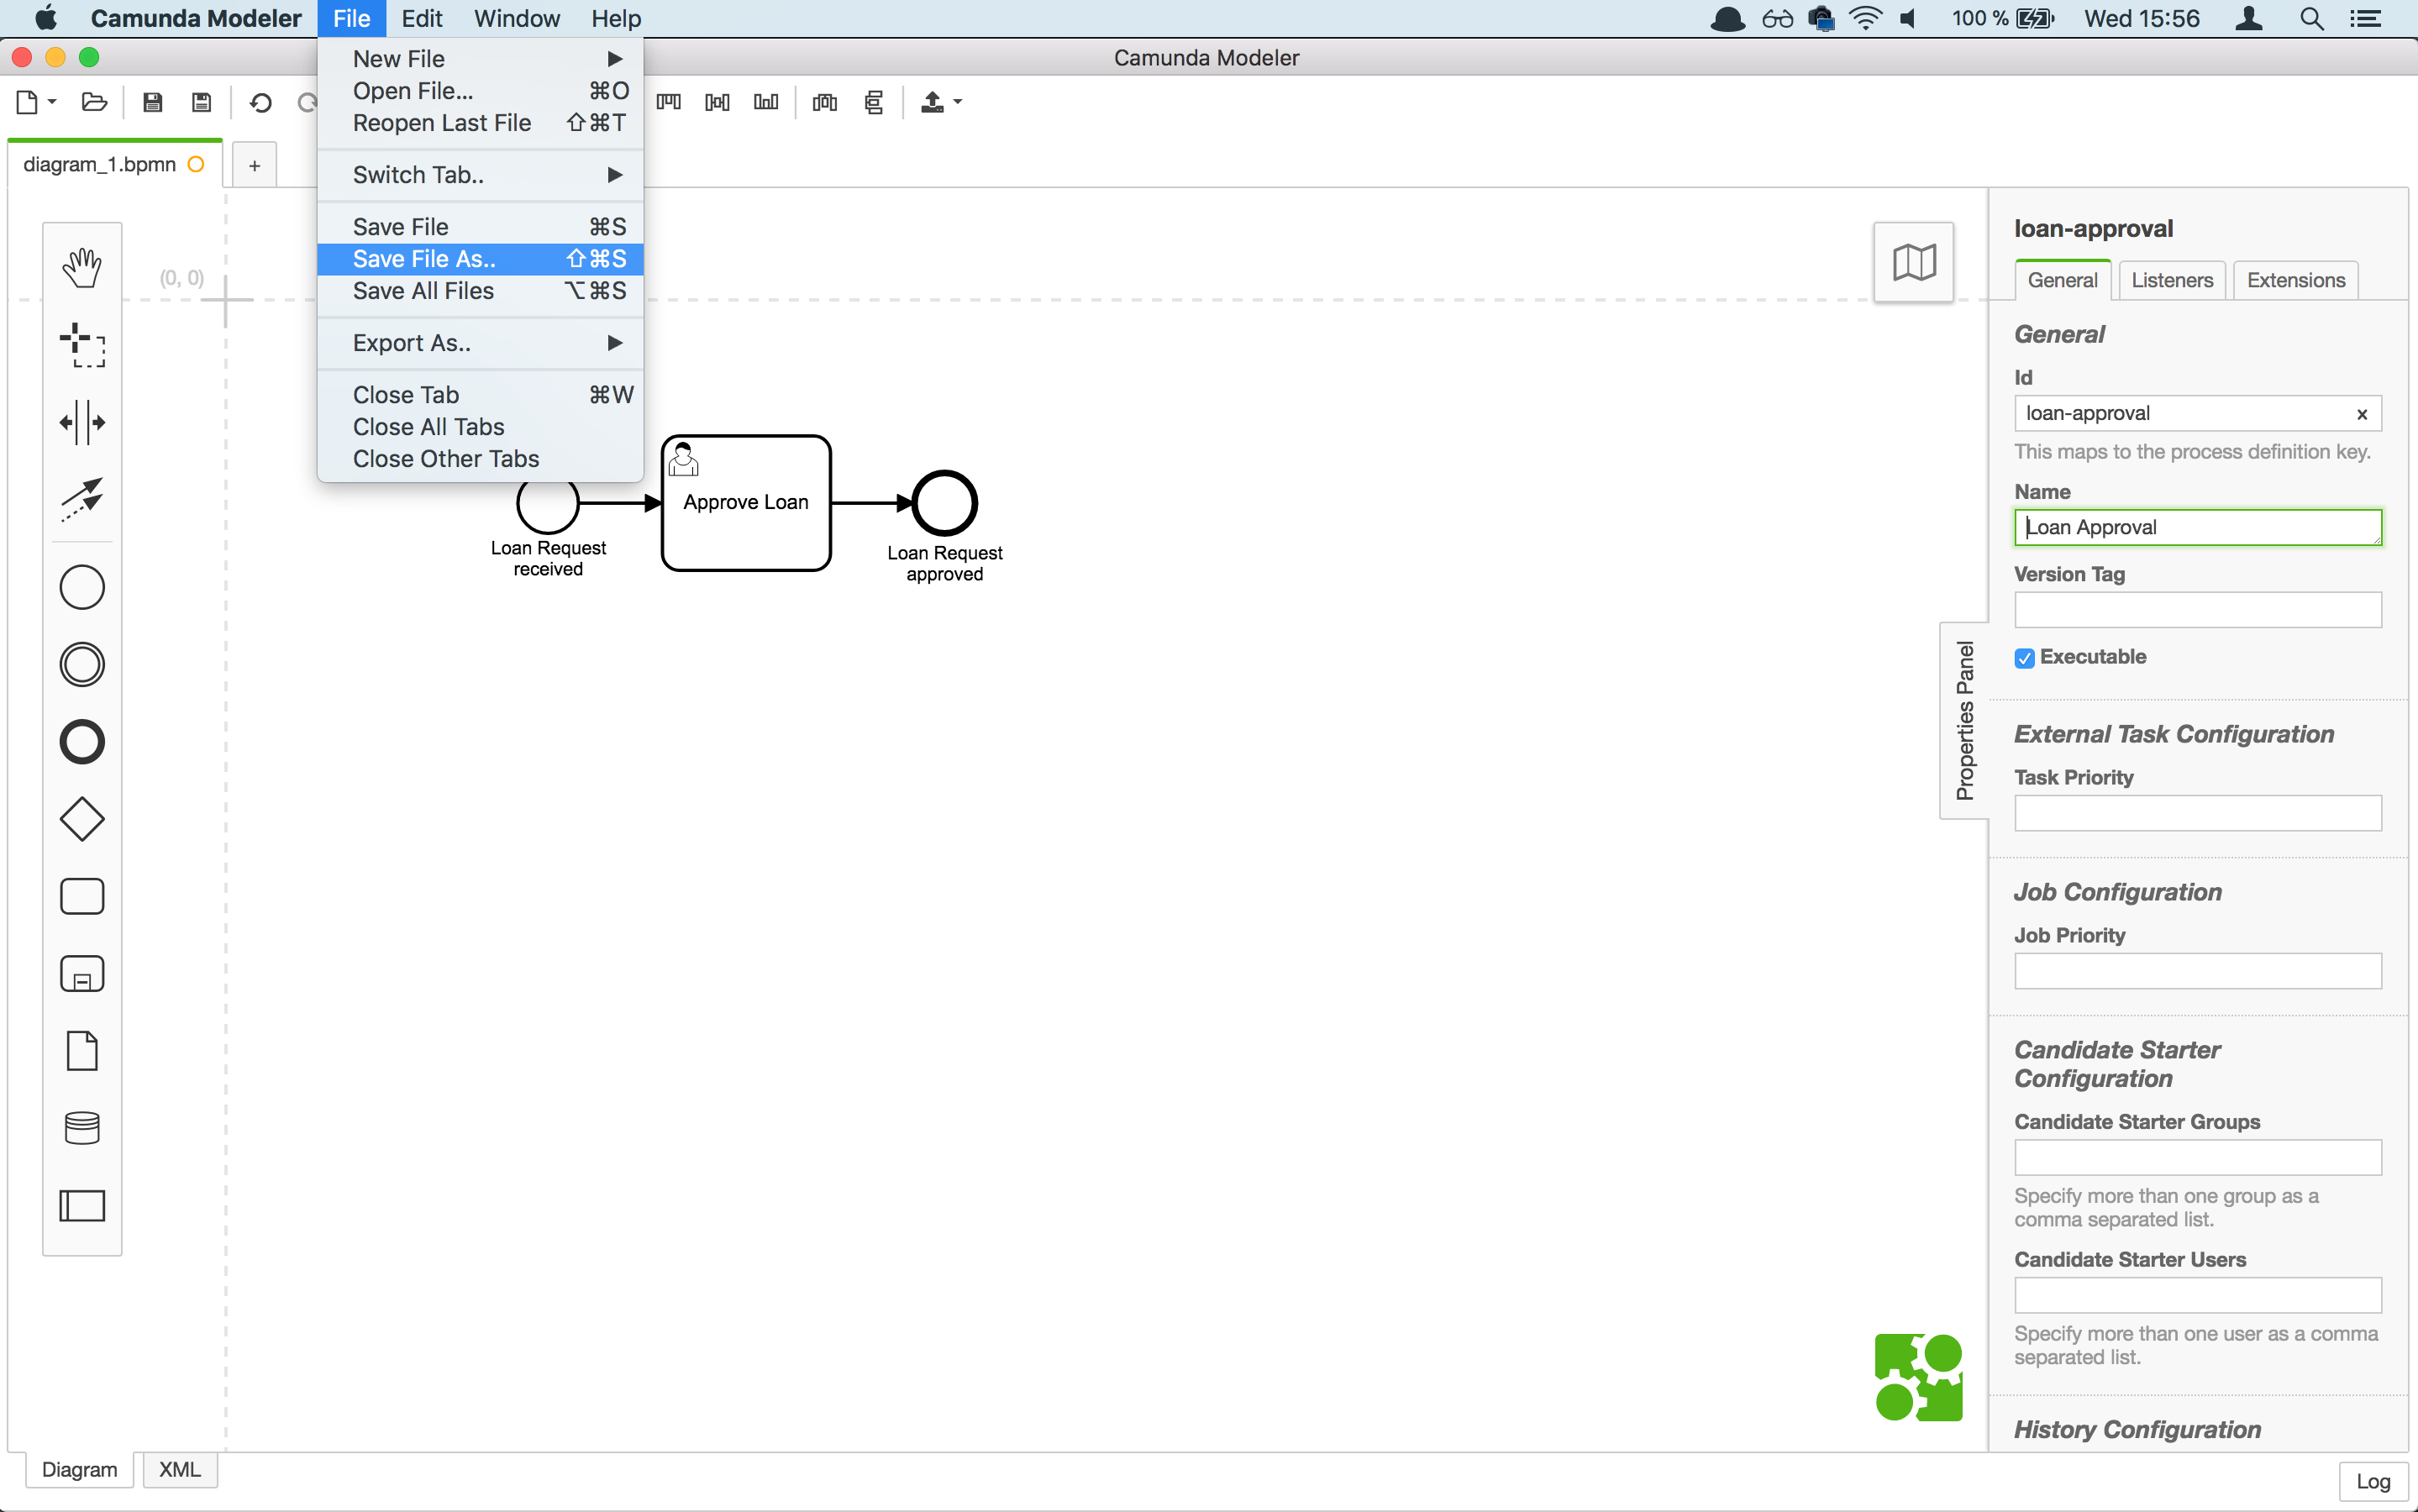 Camunda Modeler File Edit Window Help 100 % Wed 15:56
Camunda Modeler
New File
Open File... ⌘O
Reopen Last File ⇧⌘T
Switch Tab..
Save File ⌘S
Save File As.. ⇧⌘S
Save All Files ⌥⌘S
Export As..
Close Tab ⌘W
Close All Tabs
Close Other Tabs
diagram_1.bpmn +
(0, 0)
Approve Loan
Loan Request
received
Loan Request
approved
Properties Panel
loan-approval
General Listeners Extensions
General
Id
loan-approval x
This maps to the process definition key.
Name
Loan Approval
Version Tag
Executable
External Task Configuration
Task Priority
Job Configuration
Job Priority
Candidate Starter
Configuration
Candidate Starter Groups
Specify more than one group as a
comma separated list.
Candidate Starter Users
Specify more than one user as a comma
separated list.
History Configuration
Diagram XML
Log